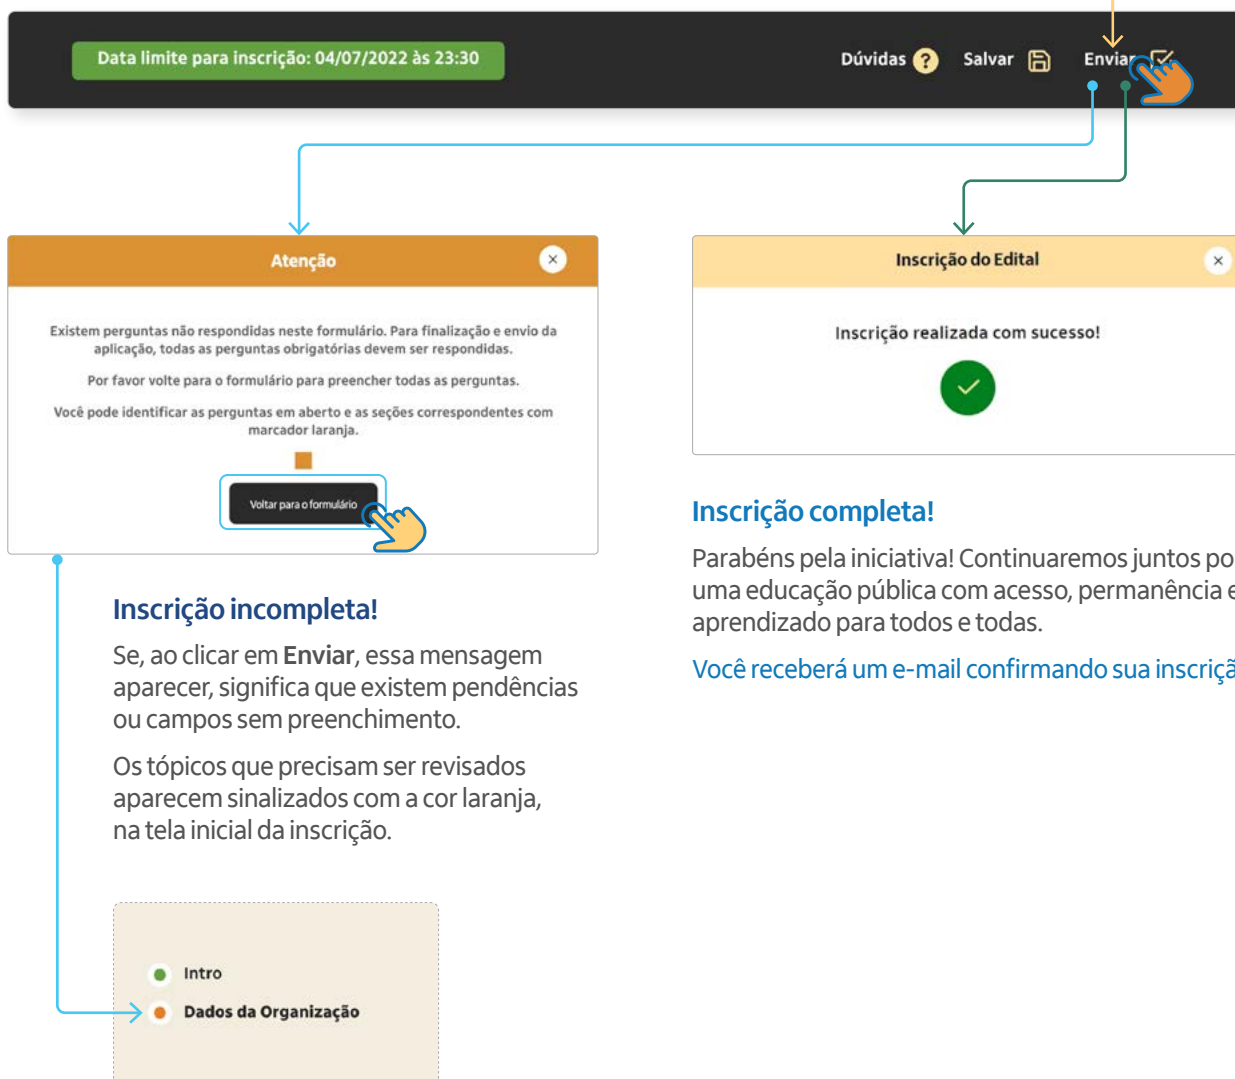 Data limite para inscrição: 04/07/2022 às 23:30
Dúvidas ?
Salvar
Enviar
Atenção
Existem perguntas não respondidas neste formulário. Para finalização e envio da
aplicação, todas as perguntas obrigatórias devem ser respondidas.
Por favor volte para o formulário para preencher todas as perguntas.
Você pode identificar as perguntas em aberto e as seções correspondentes com
marcador laranja.
Voltar para o formulário
Inscrição incompleta!
Se, ao clicar em Enviar, essa mensagem
aparecer, significa que existem pendências
ou campos sem preenchimento.
Os tópicos que precisam ser revisados
aparecem sinalizados com a cor laranja,
na tela inicial da inscrição.
Intro
Dados da Organização
Inscrição do Edital
Inscrição realizada com sucesso!
Inscrição completa!
Parabéns pela iniciativa! Continuaremos juntos po
uma educação pública com acesso, permanência e
aprendizado para todos e todas.
Você receberá um e-mail confirmando sua inscriçã